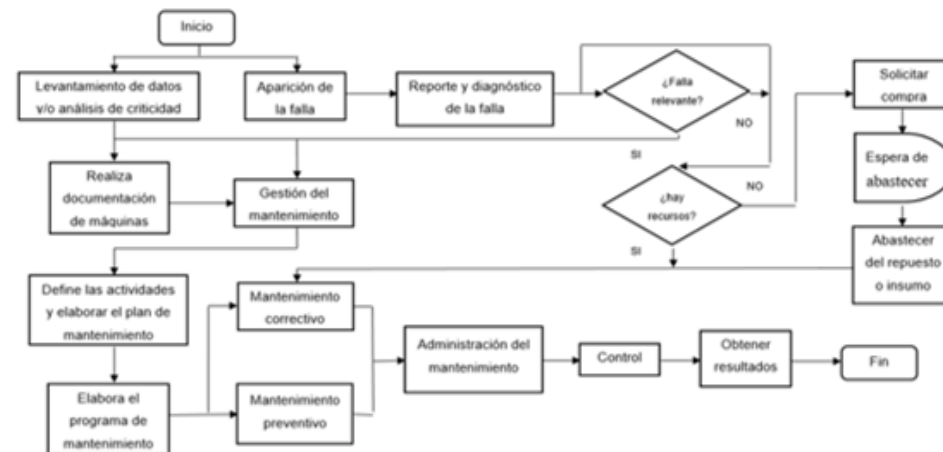 Inicio
Levantamiento de datos
y/o análisis de criticidad
Aparición de
la falla
Reporte y diagnóstico
de la falla
¿Falla
relevante?
NO
SI
Solicitar
compra
Espera de
abastecer
Abastecer
del repuesto
o insumo
Realiza
documentación
de máquinas
Gestión del
mantenimiento
¿hay
recursos?
NO
SI
Define las actividades
y elaborar el plan de
mantenimiento
Mantenimiento
correctivo
Elabora el
programa de
mantenimiento
Mantenimiento
preventivo
Administración del
mantenimiento
Control
Obtener
resultados
Fin